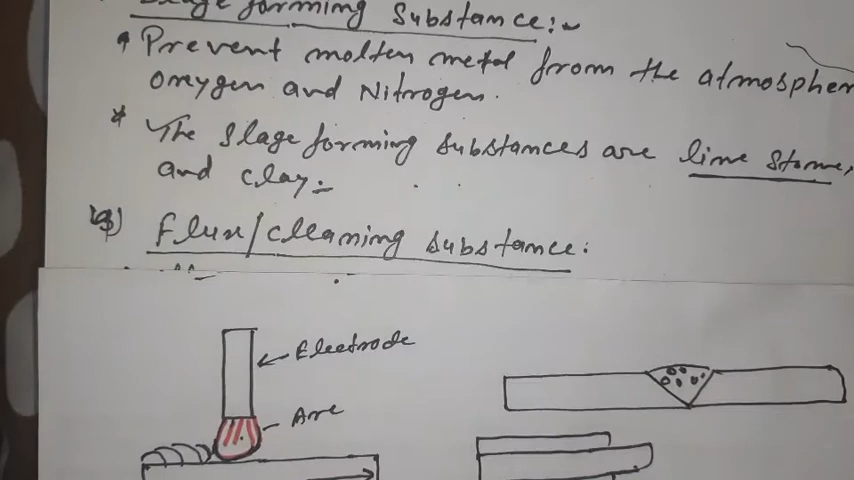 Slage forming Substance:~
* Prevent molten metal from the atmospher
Oxygen and Nitrogen.
* The Slage forming substances are lime stone,
and clay:
Flux/cleaning substance:
Electrode
Arc